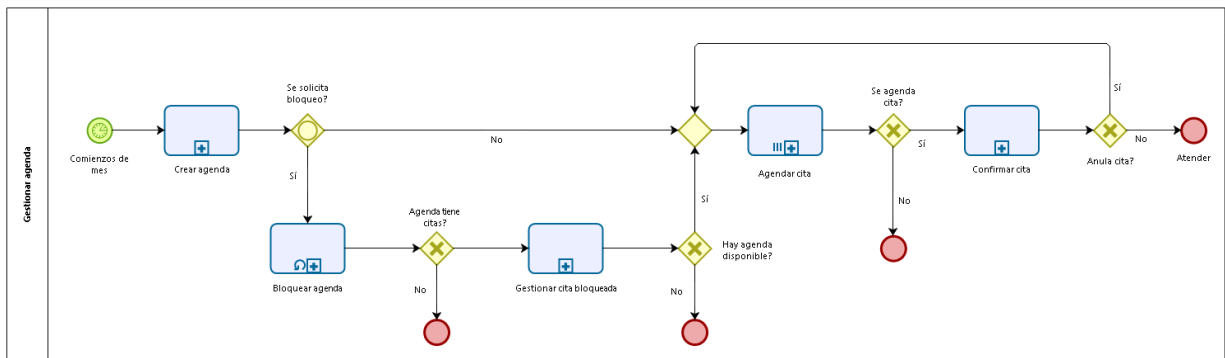 Gestionar agenda
Comienzos de
mes
Crear agenda
Se solicita
bloqueo?
No
Sí
Bloquear agenda
Agenda tiene
citas?
No
Gestionar cita bloqueada
Hay agenda
disponible?
Sí
No
Agendar cita
Se agenda
cita?
Sí
No
Confirmar cita
Anula cita?
Sí
No
Atender